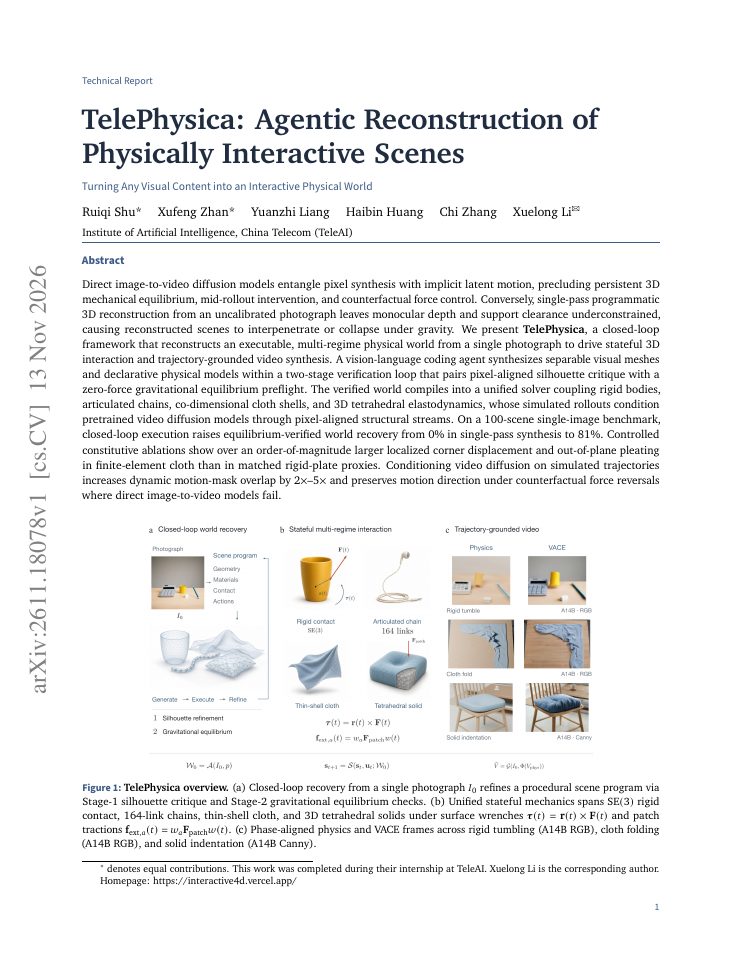 Technical Report
TelePhysica: Agentic Reconstruction of
Physically Interactive Scenes
Turning Any Visual Content into an Interactive Physical World
Ruiqi Shu* Xufeng Zhan* Yuanzhi Liang Haibin Huang Chi Zhang Xuelong Li✉
Institute of Artificial Intelligence, China Telecom (TeleAI)
Abstract
Direct image-to-video diffusion models entangle pixel synthesis with implicit latent motion, precluding persistent 3D
mechanical equilibrium, mid-rollout intervention, and counterfactual force control. Conversely, single-pass programmatic
3D reconstruction from an uncalibrated photograph leaves monocular depth and support clearance underconstrained,
causing reconstructed scenes to interpenetrate or collapse under gravity. We present TelePhysica, a closed-loop
framework that reconstructs an executable, multi-regime physical world from a single photograph to drive stateful 3D
interaction and trajectory-grounded video synthesis. A vision-language coding agent synthesizes separable visual meshes
and declarative physical models within a two-stage verification loop that pairs pixel-aligned silhouette critique with a
zero-force gravitational equilibrium preflight. The verified world compiles into a unified solver coupling rigid bodies,
articulated chains, co-dimensional cloth shells, and 3D tetrahedral elastodynamics, whose simulated rollouts condition
pretrained video diffusion models through pixel-aligned structural streams. On a 100-scene single-image benchmark,
closed-loop execution raises equilibrium-verified world recovery from 0% in single-pass synthesis to 81%. Controlled
constitutive ablations show over an order-of-magnitude larger localized corner displacement and out-of-plane pleating
in finite-element cloth than in matched rigid-plate proxies. Conditioning video diffusion on simulated trajectories
increases dynamic motion-mask overlap by 2×–5× and preserves motion direction under counterfactual force reversals
where direct image-to-video models fail.
a Closed-loop world recovery
Photograph
I₀
Scene program
Geometry
Materials
Contact
Actions
Generate → Execute → Refine
1 Silhouette refinement
2 Gravitational equilibrium
W₀ = A(I₀, p)
b Stateful multi-regime interaction
F(t)
r(t)
τ(t)
Rigid contact
SE(3)
Articulated chain
164 links
F_patch
Thin-shell cloth
Tetrahedral solid
τ(t) = r(t) × F(t)
f_ext,a(t) = w_a F_patch w(t)
s_t+1 = S(s_t, u_t; W₀)
c Trajectory-grounded video
Physics VACE
Rigid tumble A14B · RGB
Cloth fold A14B · RGB
Solid indentation A14B · Canny
Figure 1: TelePhysica overview. (a) Closed-loop recovery from a single photograph I₀ refines a procedural scene program via
Stage-1 silhouette critique and Stage-2 gravitational equilibrium checks. (b) Unified stateful mechanics spans SE(3) rigid
contact, 164-link chains, thin-shell cloth, and 3D tetrahedral solids under surface wrenches τ(t) = r(t) × F(t) and patch
tractions f_ext,a(t) = w_a F_patch w(t). (c) Phase-aligned physics and VACE frames across rigid tumbling (A14B RGB), cloth folding
(A14B RGB), and solid indentation (A14B Canny).
* denotes equal contributions. This work was completed during their internship at TeleAI. Xuelong Li is the corresponding author.
Homepage: https://interactive4d.vercel.app/
1
arXiv:2611.18078v1 [cs.CV] 13 Nov 2026